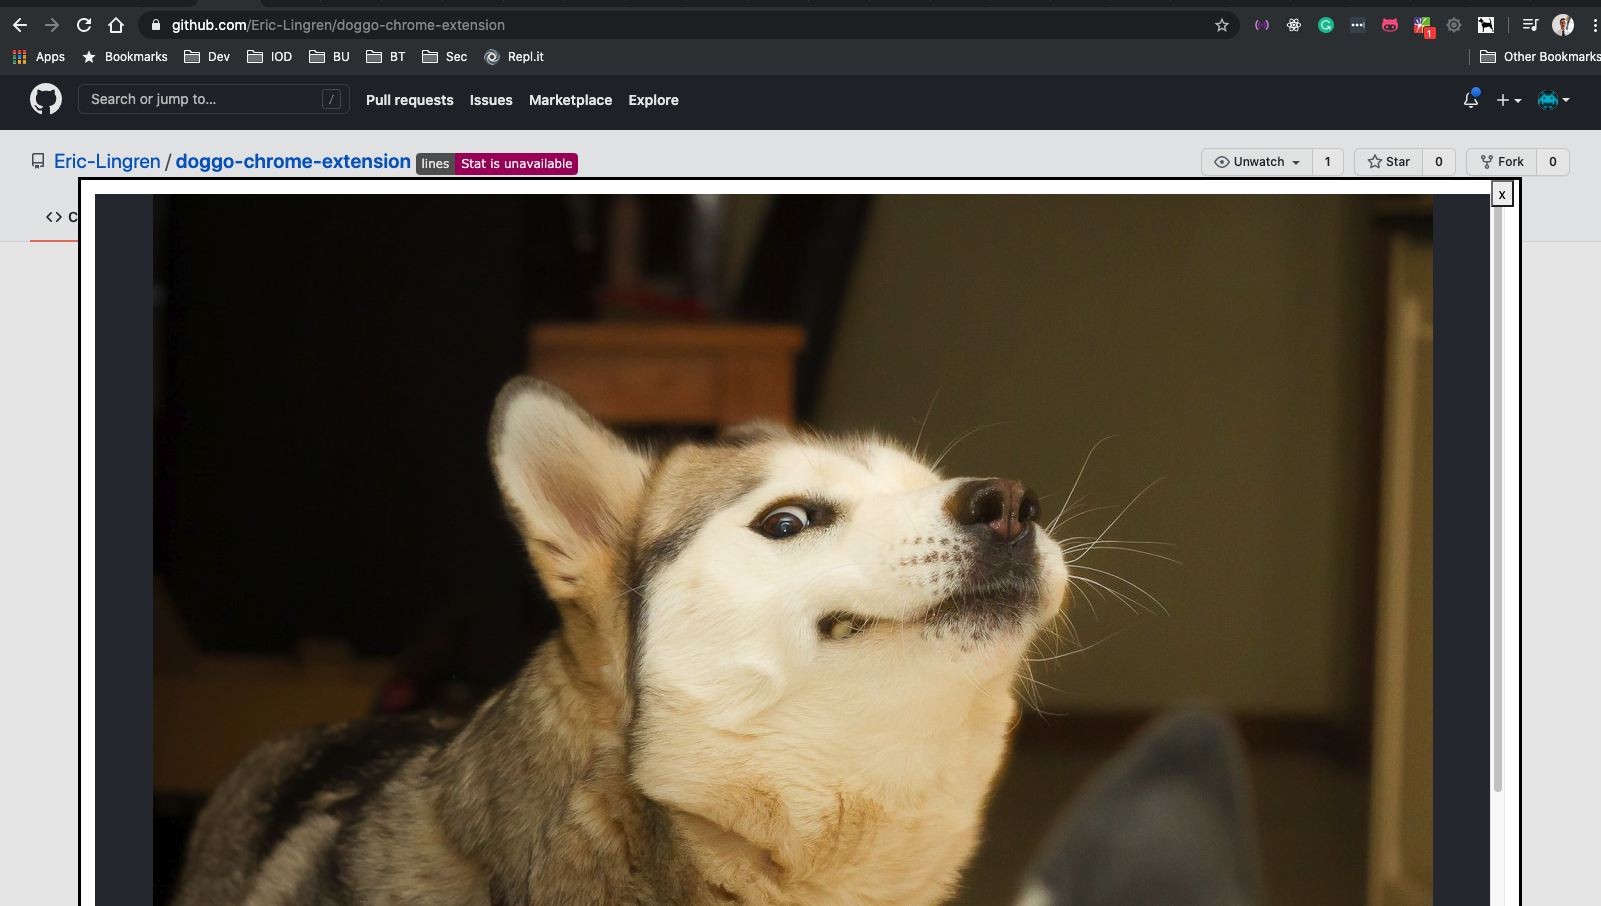 github.com/Eric-Lingren/doggo-chrome-extension
1
Apps Bookmarks Dev IOD BU BT Sec Repl.it Other Bookmarks
Search or jump to... / Pull requests Issues Marketplace Explore
Eric-Lingren / doggo-chrome-extension lines Stat is unavailable Unwatch 1 Star 0 Fork 0
x
<> C